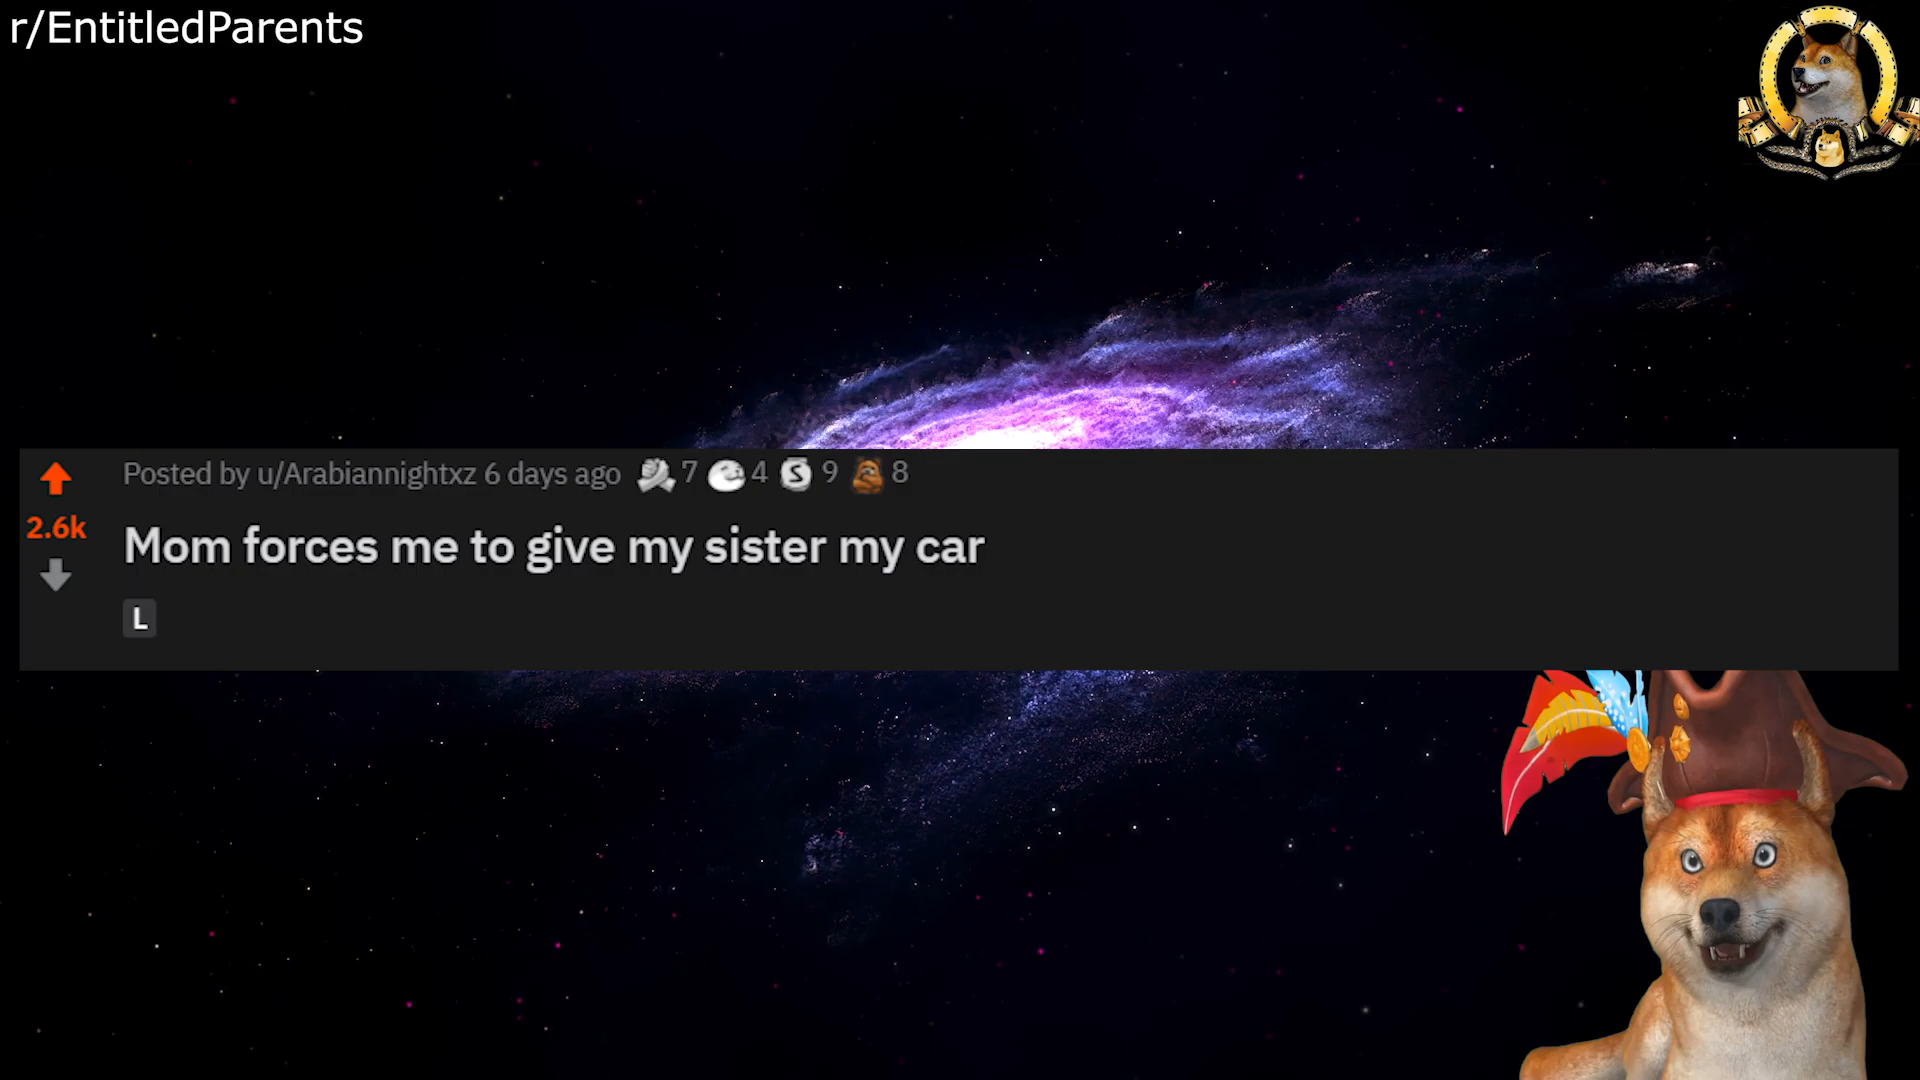 r/EntitledParents
Posted by u/Arabiannightxz 6 days ago 7 4 S 9 8
2.6k
Mom forces me to give my sister my car
L